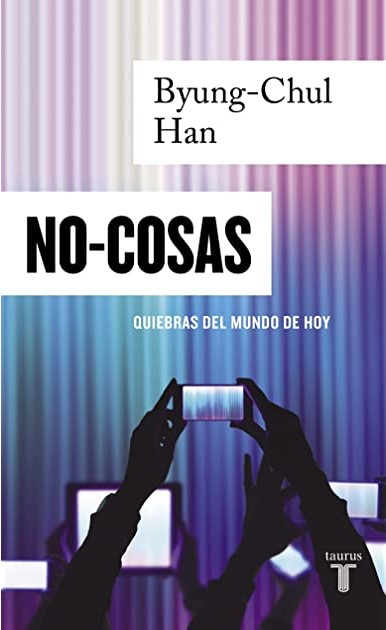 Byung-Chul
Han
NO-COSAS
QUIEBRAS DEL MUNDO DE HOY
taurus
T